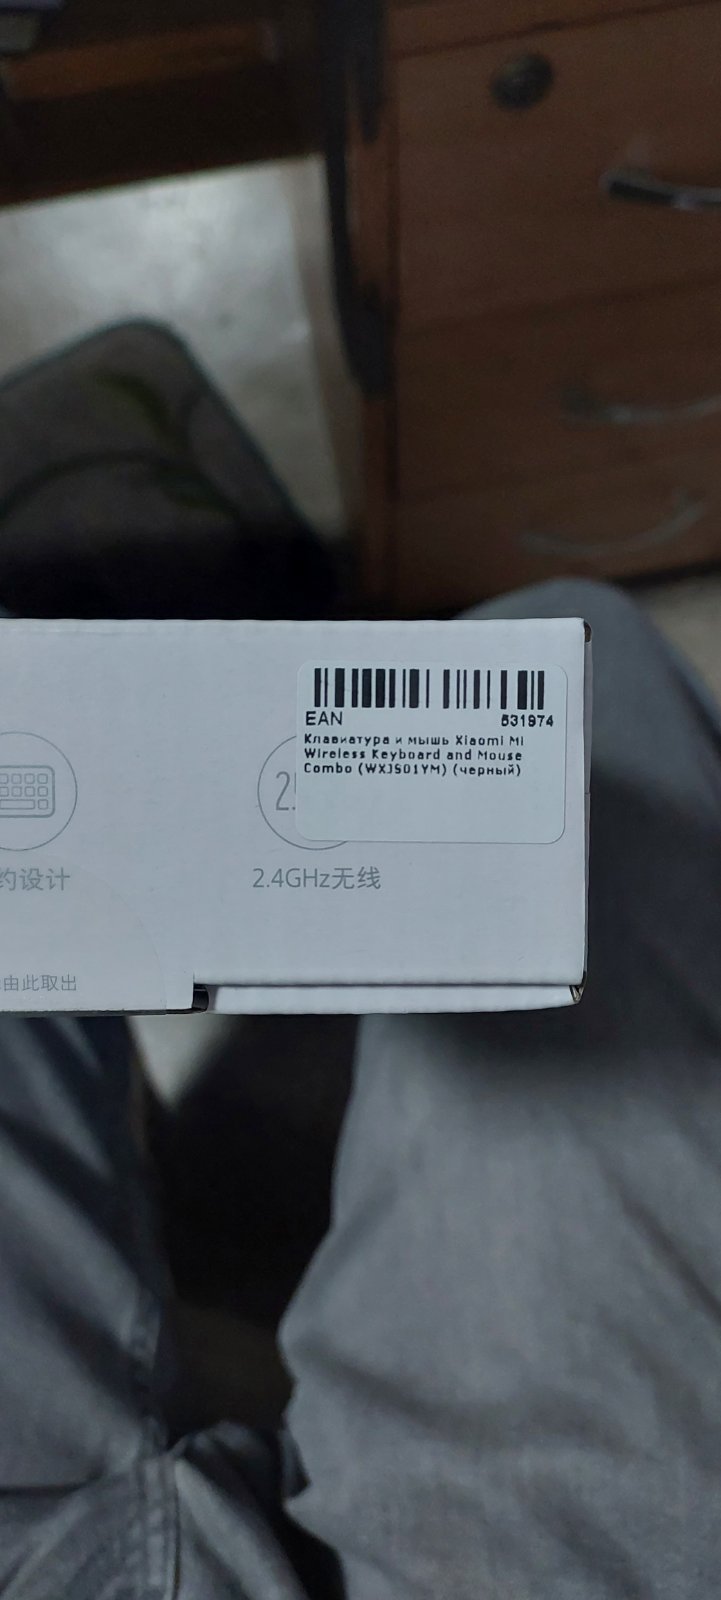 EAN 531974
Клавиатура и мышь Xiaomi Mi
Wireless Keyboard and Mouse
Combo (WXJS01YM) (черный)
2.
约设计
2.4GHz无线
由此取出